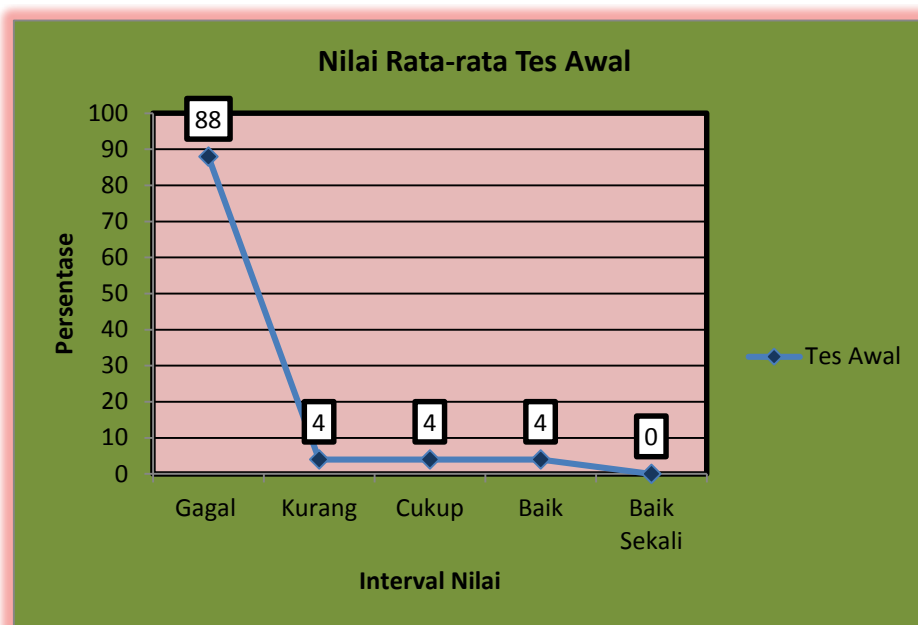 Nilai Rata-rata Tes Awal
100
90
80
70
60
50
40
30
20
10
0
Persentase
88
4
4
4
0
Gagal
Kurang
Cukup
Baik
Baik
Sekali
Interval Nilai
Tes Awal